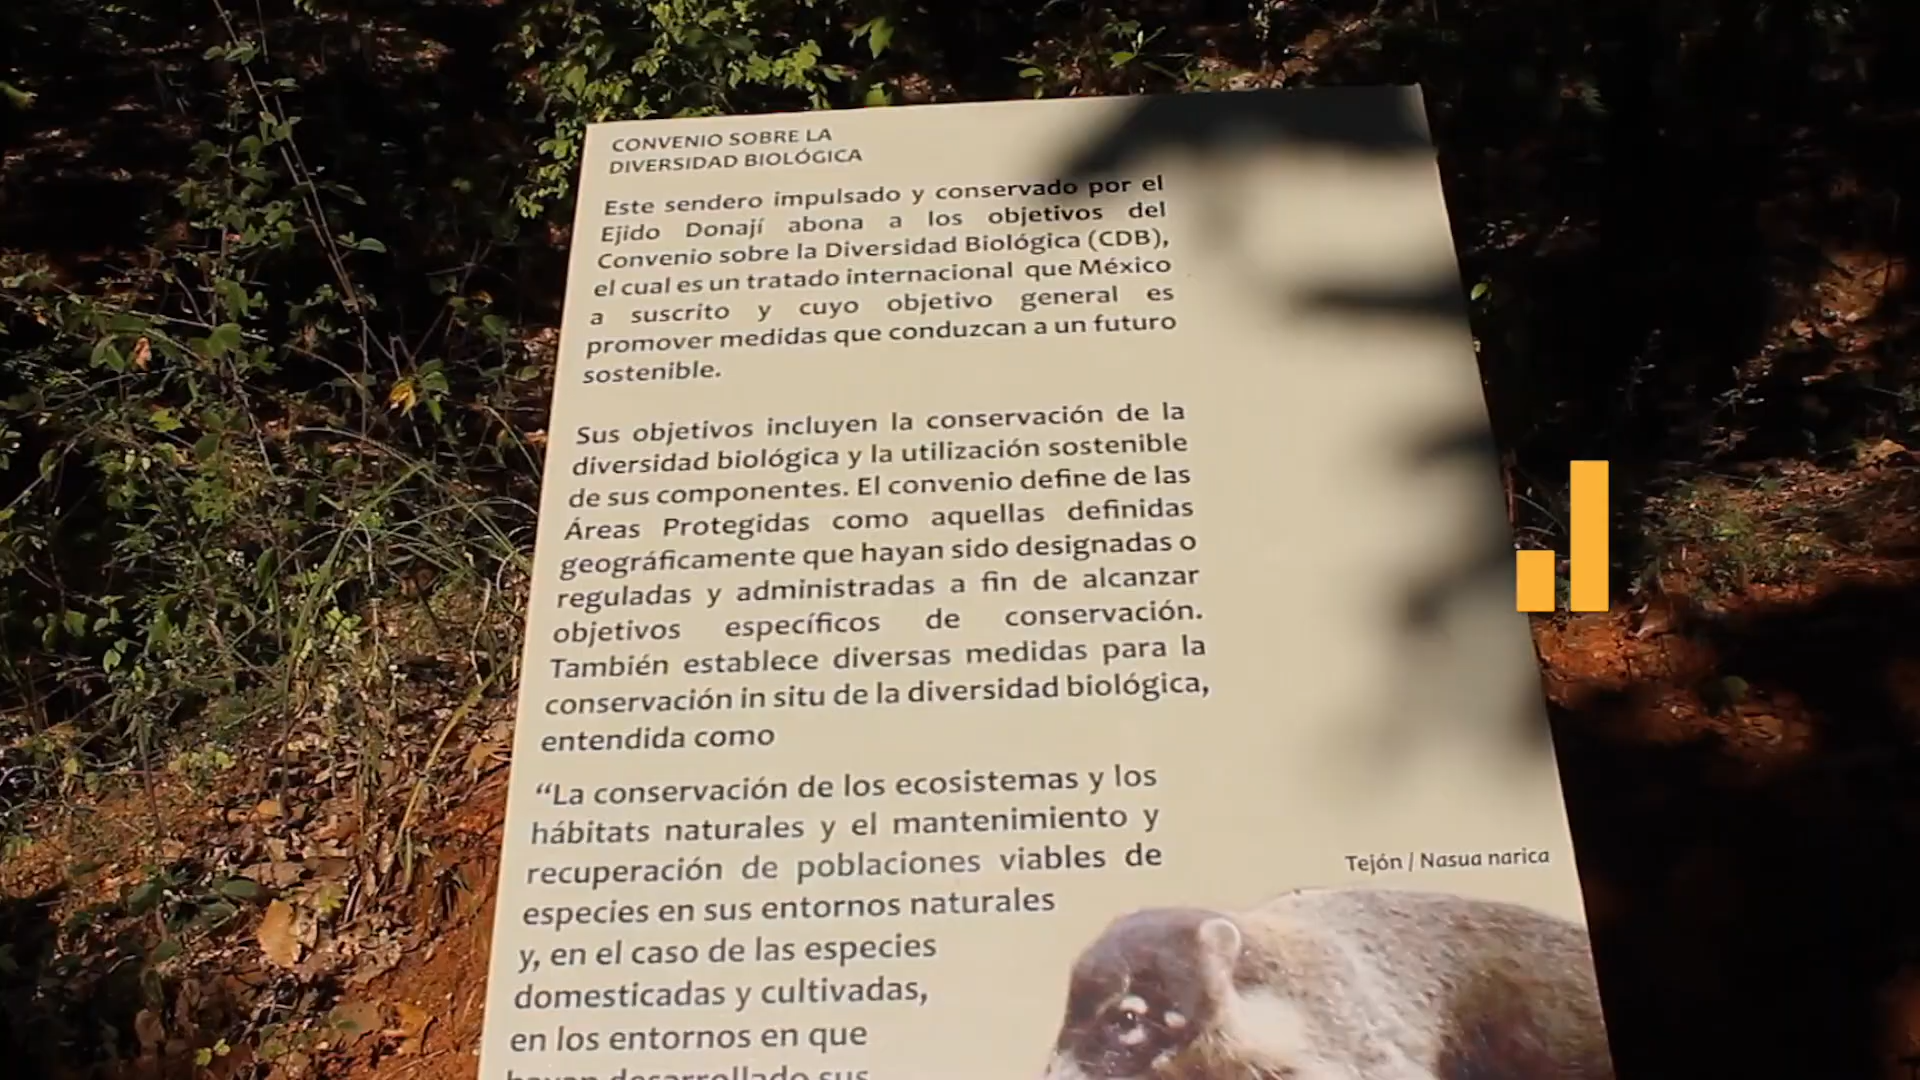 CONVENIO SOBRE LA
DIVERSIDAD BIOLÓGICA
Este sendero impulsado y conservado por el
Ejido Donají abona a los objetivos del
Convenio sobre la Diversidad Biológica (CDB),
el cual es un tratado internacional que México
a suscrito y cuyo objetivo general es
promover medidas que conduzcan a un futuro
sostenible.
Sus objetivos incluyen la conservación de la
diversidad biológica y la utilización sostenible
de sus componentes. El convenio define de las
Áreas Protegidas como aquellas definidas
geográficamente que hayan sido designadas o
reguladas y administradas a fin de alcanzar
objetivos específicos de conservación.
También establece diversas medidas para la
conservación in situ de la diversidad biológica,
entendida como
“La conservación de los ecosistemas y los
hábitats naturales y el mantenimiento y
recuperación de poblaciones viables de
especies en sus entornos naturales
y, en el caso de las especies
domesticadas y cultivadas,
en los entornos en que
hayan desarrollado sus
Tejón / Nasua narica